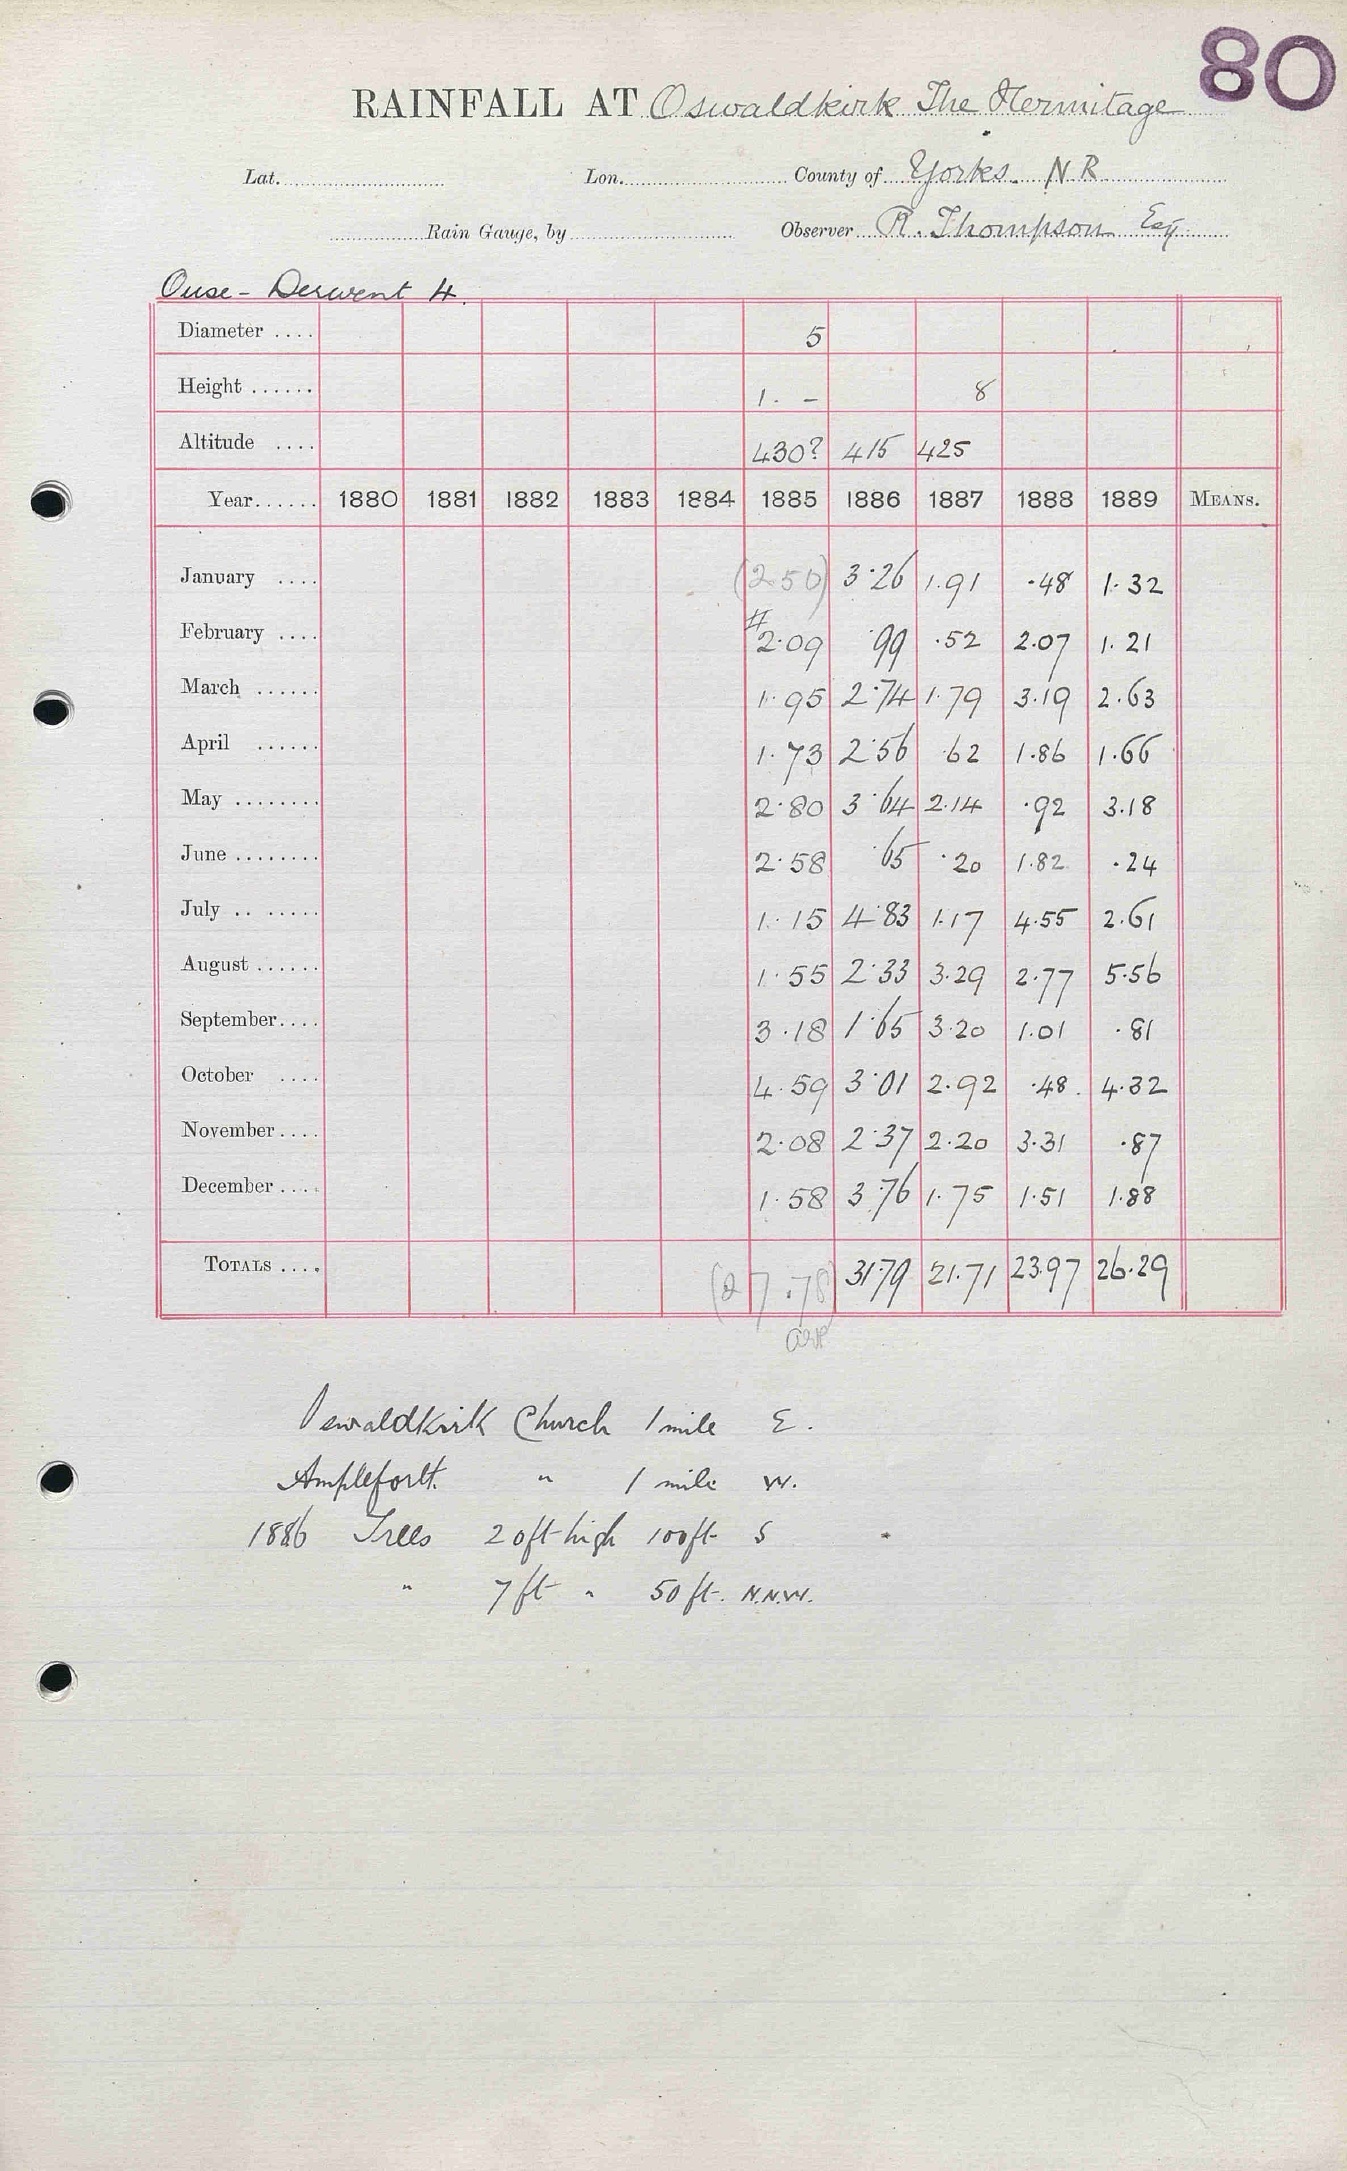 80
RAINFALL AT Oswaldkirk The Hermitage
Lat. Lon. County of Yorks. NR
Rain Gauge, by Observer R. Thompson Esq
Ouse - Derwent 4.
Diameter .... 5
Height ...... 1. - 8
Altitude .... 430? 415 425
Year...... 1880 1881 1882 1883 1884 1885 1886 1887 1888 1889 MEANS.
January .... (2.50) 3.26 1.91 .48 1.32
February .... #2.09 .99 .52 2.07 1.21
March ...... 1.95 2.74 1.79 3.19 2.63
April ...... 1.73 2.56 .62 1.86 1.66
May ........ 2.80 3.64 2.14 .92 3.18
June ........ 2.58 .65 .20 1.82 .24
July .. ..... 1.15 4.83 1.17 4.55 2.61
August ...... 1.55 2.33 3.29 2.77 5.56
September.... 3.18 1.65 3.20 1.01 .81
October .... 4.59 3.01 2.92 .48 4.32
November.... 2.08 2.37 2.20 3.31 .87
December .... 1.58 3.76 1.75 1.51 1.88
TOTALS .... (27.78) 31.79 21.71 23.97 26.29
Oswaldkirk Church 1 mile E.
Ampleforth. " 1 mile W.
1886 Trees 20ft high 100ft S
" 7ft " 50ft. N.N.W.